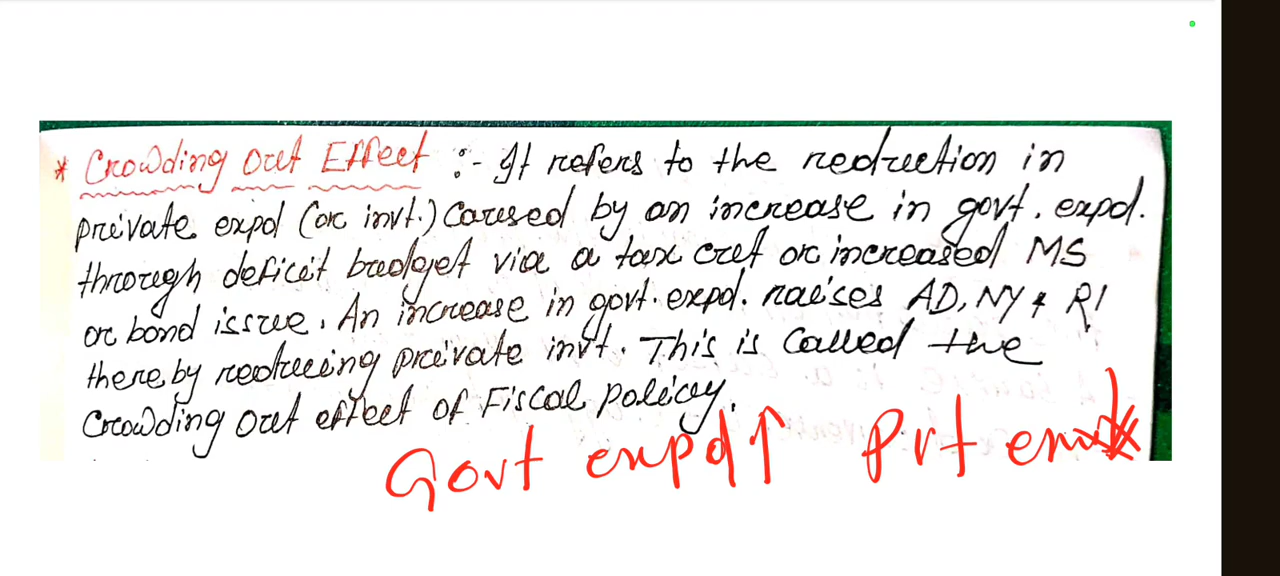 * Crowding Out Effect :- It refers to the reduction in
private expd (or invt.) Caused by an increase in govt. expd.
through deficit budget via a tax cut or increased MS
or bond issue. An increase in govt. expd. raises AD, NY & RI
thereby reducing private invt. This is Called the
Crowding Out effect of Fiscal policy.
Govt expd↑ Prt